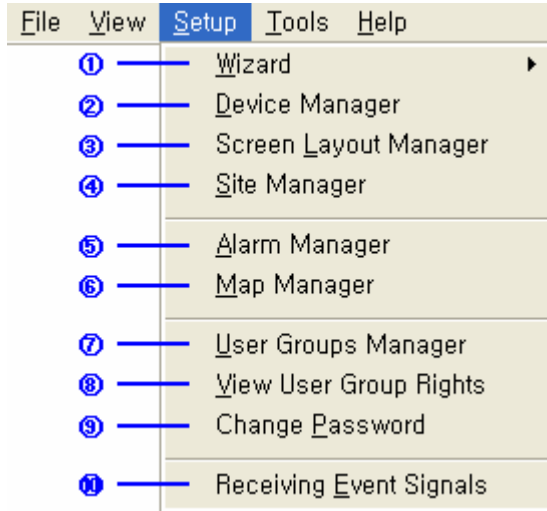 File View Setup Tools Help
① Wizard
② Device Manager
③ Screen Layout Manager
④ Site Manager
⑤ Alarm Manager
⑥ Map Manager
⑦ User Groups Manager
⑧ View User Group Rights
⑨ Change Password
⑩ Receiving Event Signals